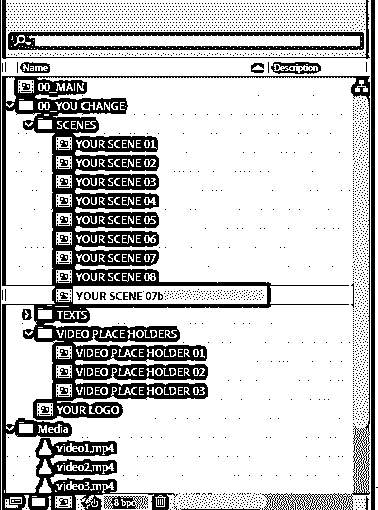 Name Description
00_MAIN
00_YOU CHANGE
SCENES
YOUR SCENE 01
YOUR SCENE 02
YOUR SCENE 03
YOUR SCENE 04
YOUR SCENE 05
YOUR SCENE 06
YOUR SCENE 07
YOUR SCENE 08
YOUR SCENE 07b
TEXTS
VIDEO PLACE HOLDERS
VIDEO PLACE HOLDER 01
VIDEO PLACE HOLDER 02
VIDEO PLACE HOLDER 03
YOUR LOGO
Media
video1.mp4
video2.mp4
video3.mp4
8 bpc